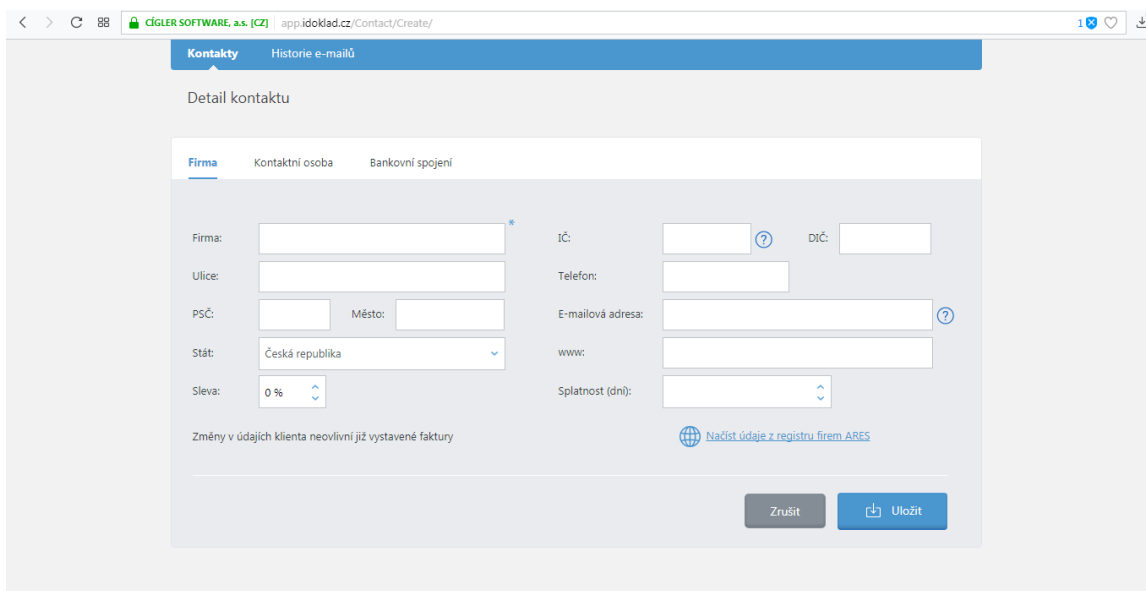 CÍGLER SOFTWARE, a.s. [CZ] app.idoklad.cz/Contact/Create/ 1
Kontakty Historie e-mailů
Detail kontaktu
Firma Kontaktní osoba Bankovní spojení
Firma: * IČ: ? DIČ:
Ulice: Telefon:
PSČ: Město: E-mailová adresa: ?
Stát: Česká republika www:
Sleva: 0 % Splatnost (dní):
Změny v údajích klienta neovlivní již vystavené faktury Načíst údaje z registru firem ARES
Zrušit Uložit